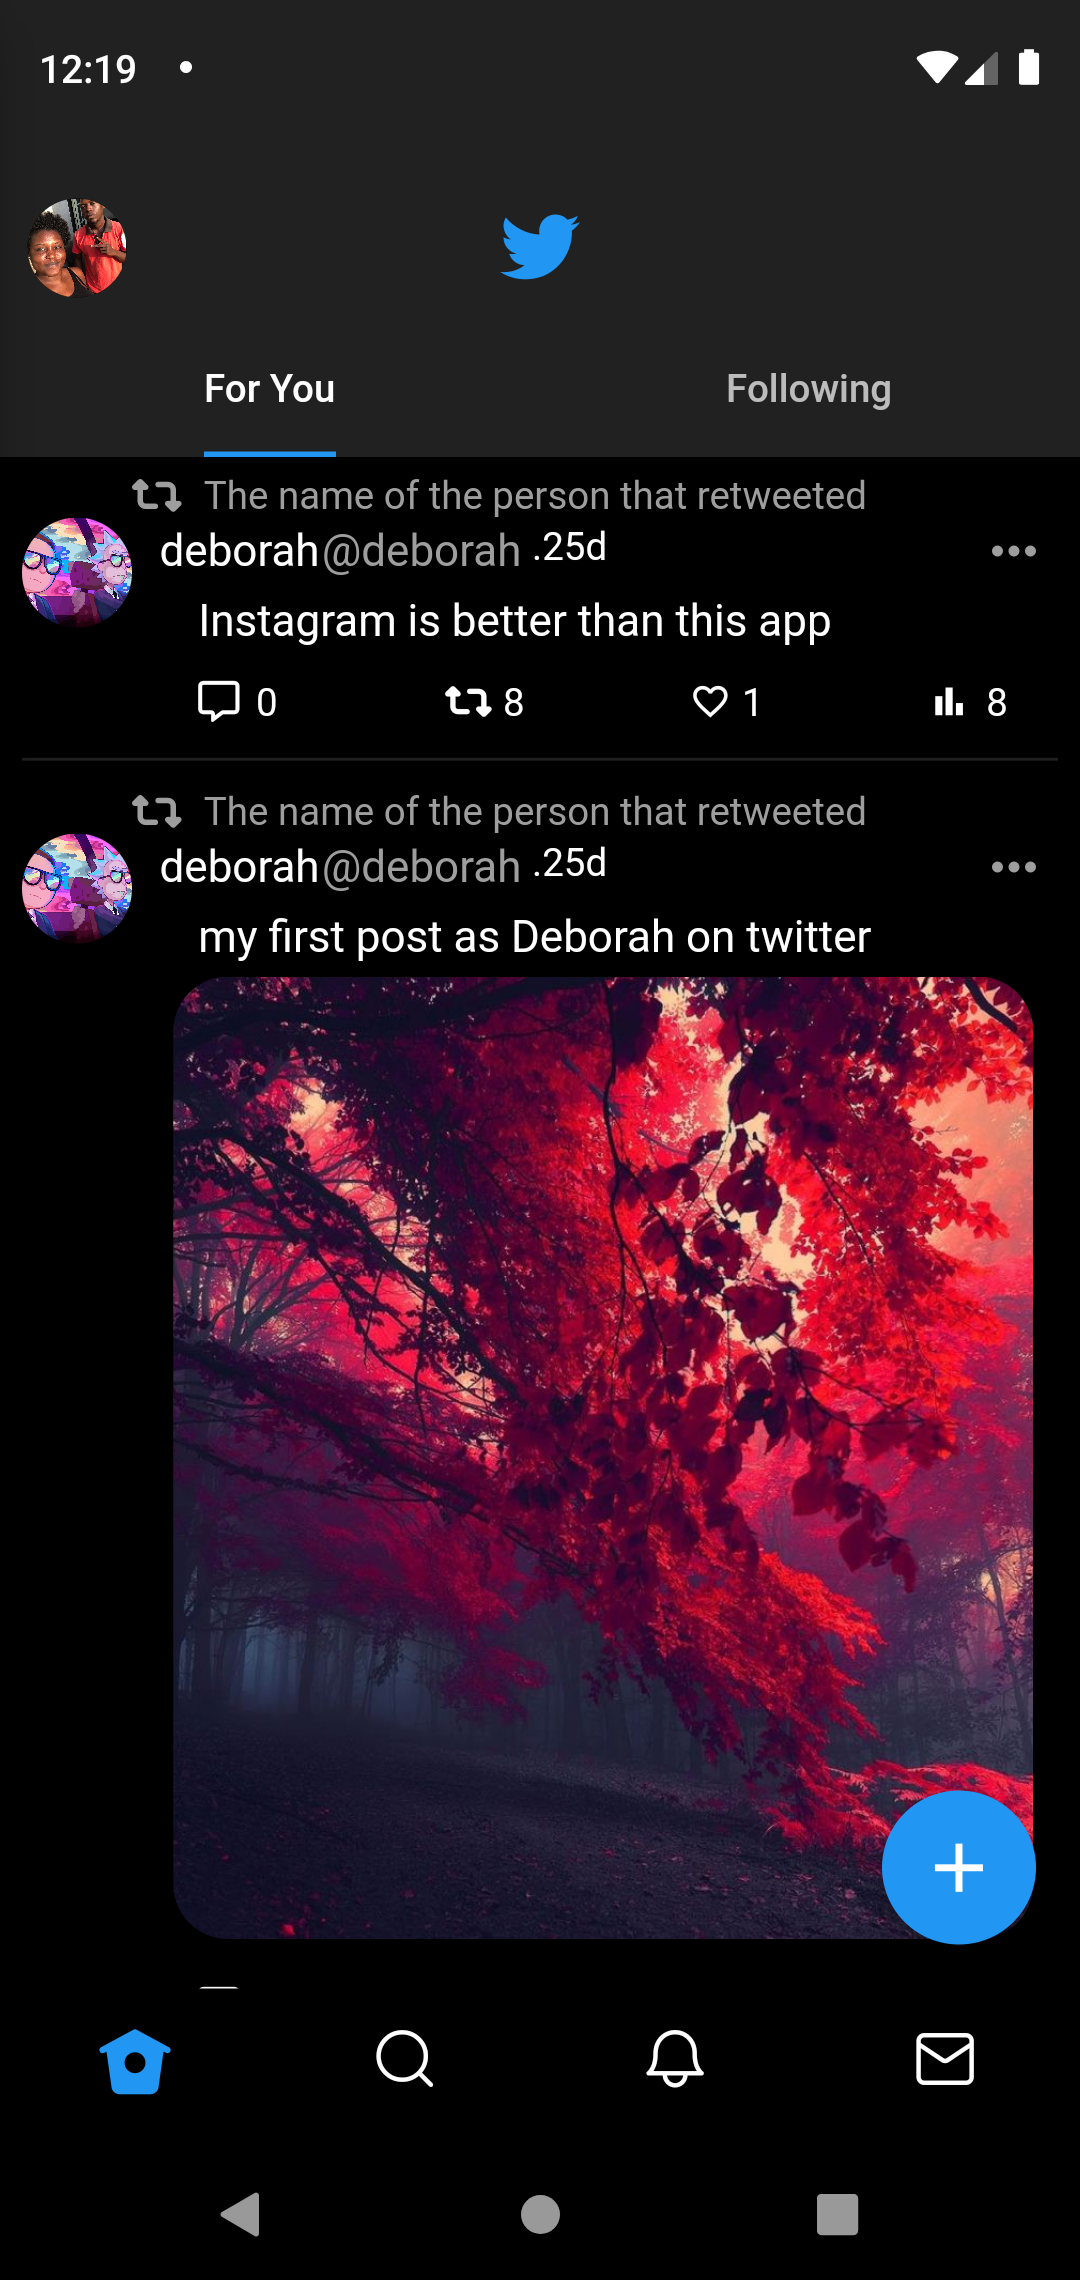 12:19
For You Following
The name of the person that retweeted
deborah@deborah .25d
Instagram is better than this app
0 8 1 8
The name of the person that retweeted
deborah@deborah .25d
my first post as Deborah on twitter